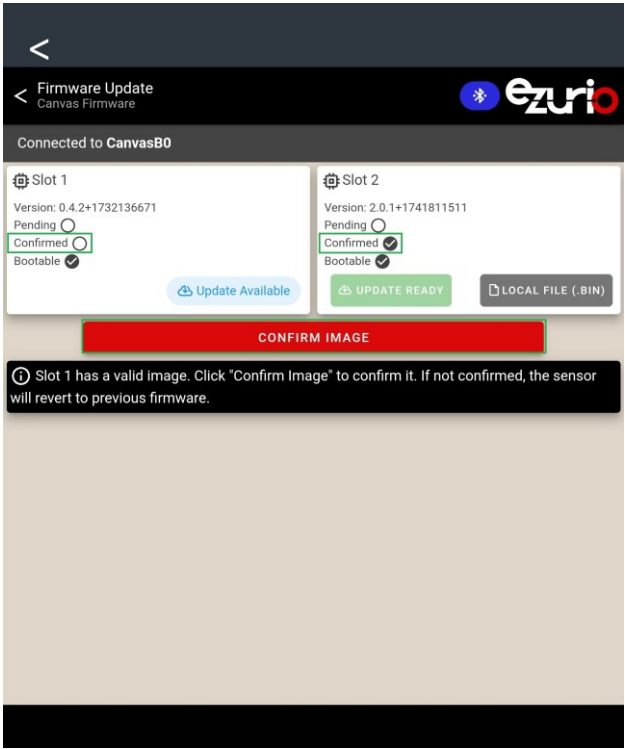 <
< Firmware Update
Canvas Firmware
ezurio
Connected to CanvasB0
Slot 1
Version: 0.4.2+1732136671
Pending
Confirmed
Bootable
Update Available
Slot 2
Version: 2.0.1+1741811511
Pending
Confirmed
Bootable
UPDATE READY
LOCAL FILE (.BIN)
CONFIRM IMAGE
Slot 1 has a valid image. Click "Confirm Image" to confirm it. If not confirmed, the sensor
will revert to previous firmware.